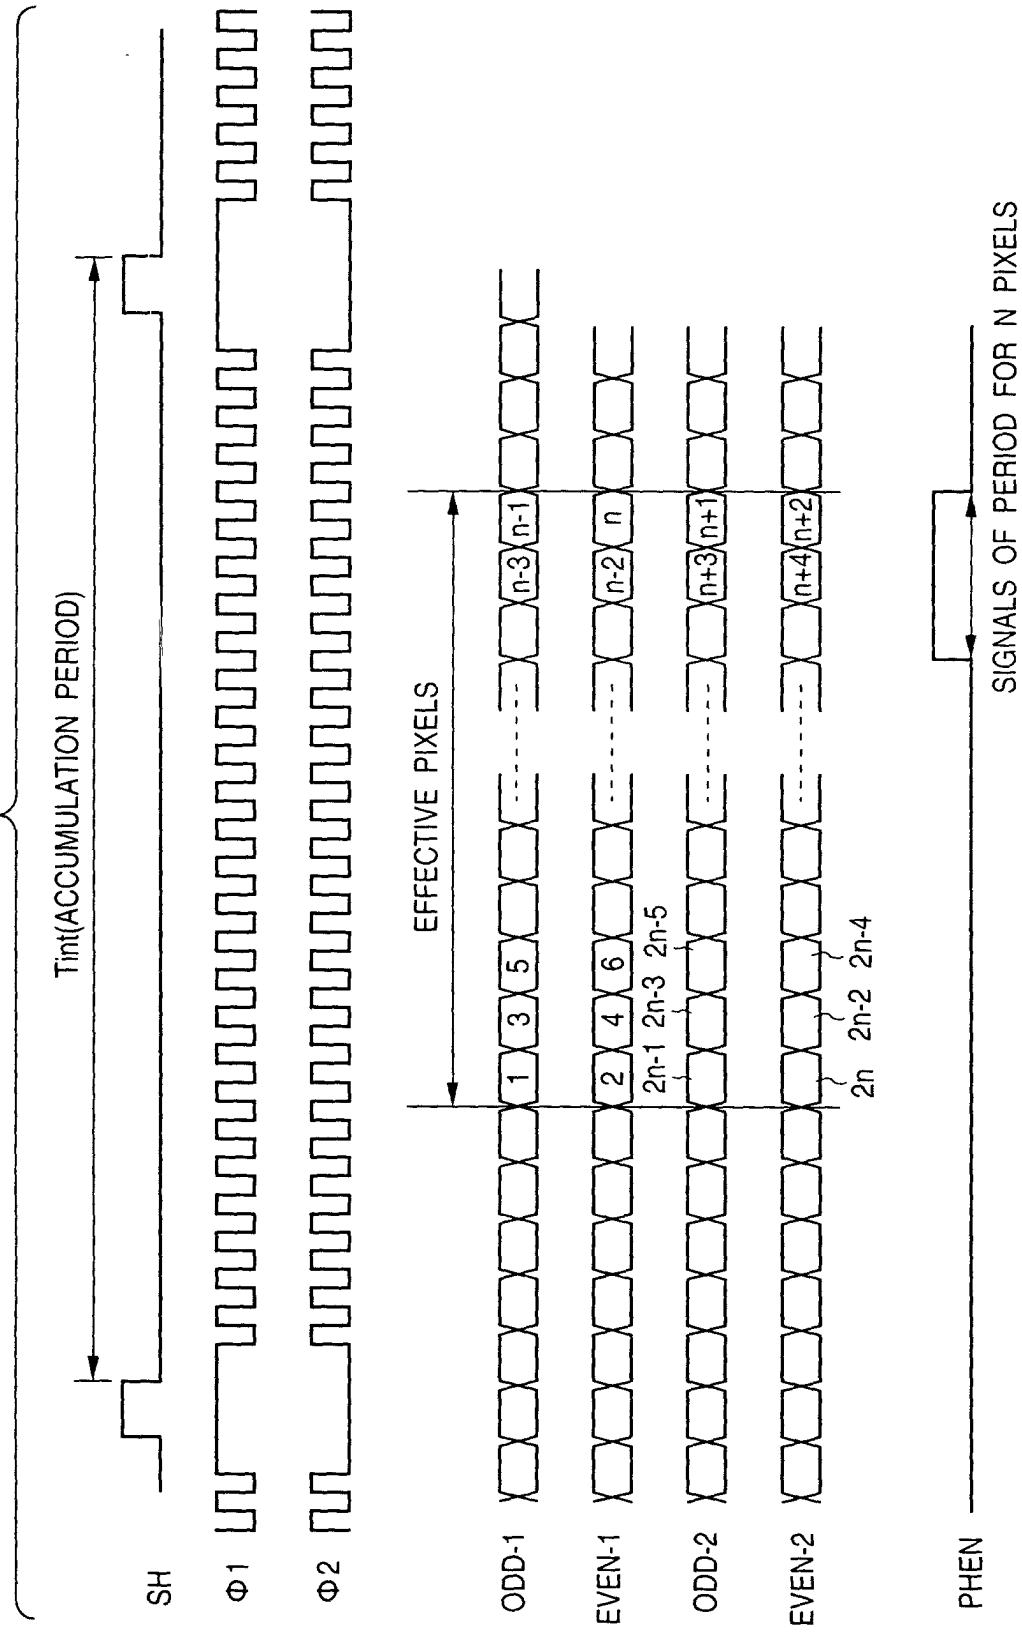 Tint(ACCUMULATION PERIOD)
SH
Φ1
Φ2
EFFECTIVE PIXELS
ODD-1
1
3
5
n-3
n-1
EVEN-1
2
4
6
n-2
n
2n-1
2n-3
2n-5
ODD-2
n+3
n+1
EVEN-2
n+4
n+2
2n
2n-2
2n-4
PHEN
SIGNALS OF PERIOD FOR N PIXELS